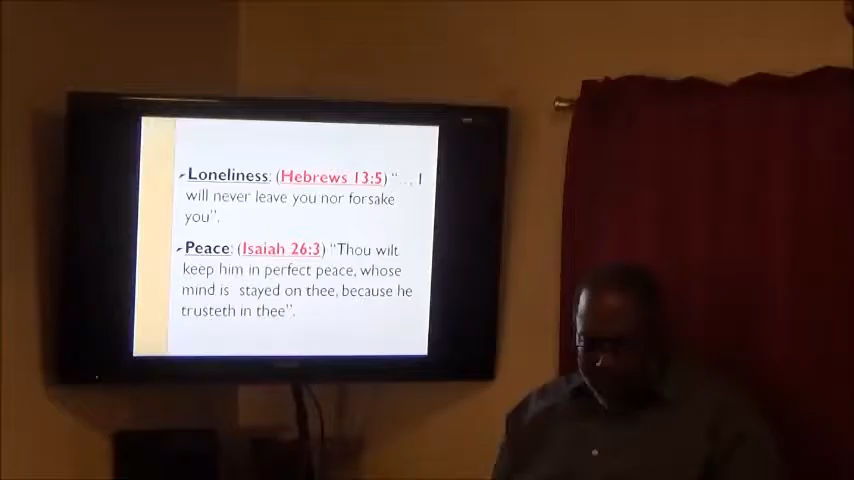 Loneliness: (Hebrews 13:5) "..., I
will never leave you nor forsake
you".
Peace: (Isaiah 26:3) "Thou wilt
keep him in perfect peace, whose
mind is stayed on thee, because he
trusteth in thee".